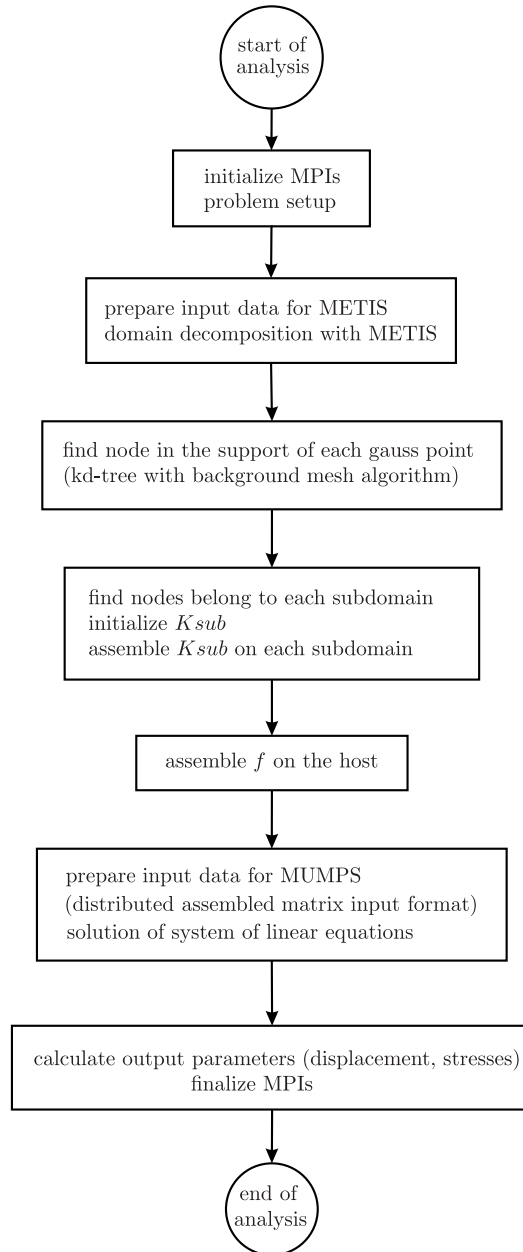 start of
analysis
initialize MPIs
problem setup
prepare input data for METIS
domain decomposition with METIS
find node in the support of each gauss point
(kd-tree with background mesh algorithm)
find nodes belong to each subdomain
initialize Ksub
assemble Ksub on each subdomain
assemble f on the host
prepare input data for MUMPS
(distributed assembled matrix input format)
solution of system of linear equations
calculate output parameters (displacement, stresses)
finalize MPIs
end of
analysis